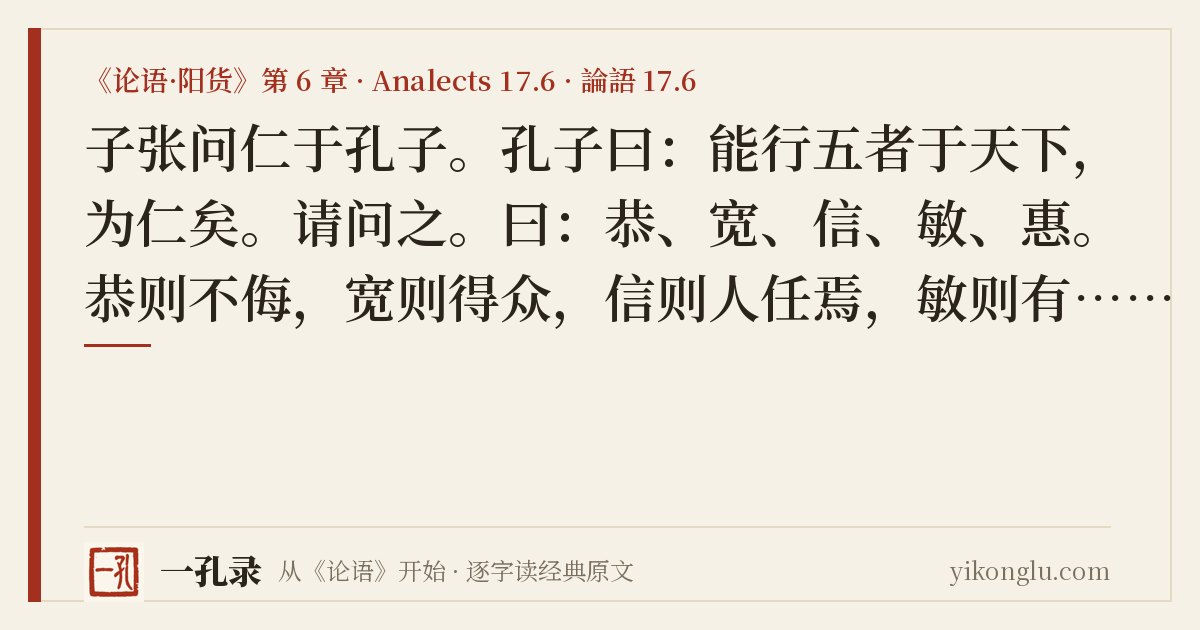 《论语·阳货》第 6 章 · Analects 17.6 · 論語 17.6
子张问仁于孔子。孔子曰：能行五者于天下，
为仁矣。请问之。曰：恭、宽、信、敏、惠。
恭则不侮，宽则得众，信则人任焉，敏则有……
一孔
一孔录 从《论语》开始 · 逐字读经典原文 yikonglu.com